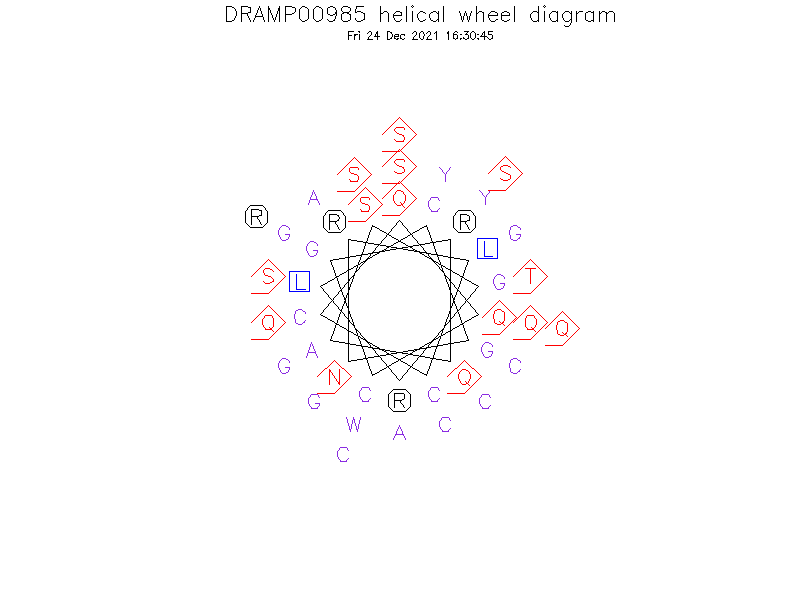 DRAMP00985 helical wheel diagram
Fri 24 Dec 2021 16:30:45
S
S S Y S
A S Q C Y
R R R
G G
G L
S L G T
Q C Q Q Q
A G
G N Q C
G C R C C
W A C
C